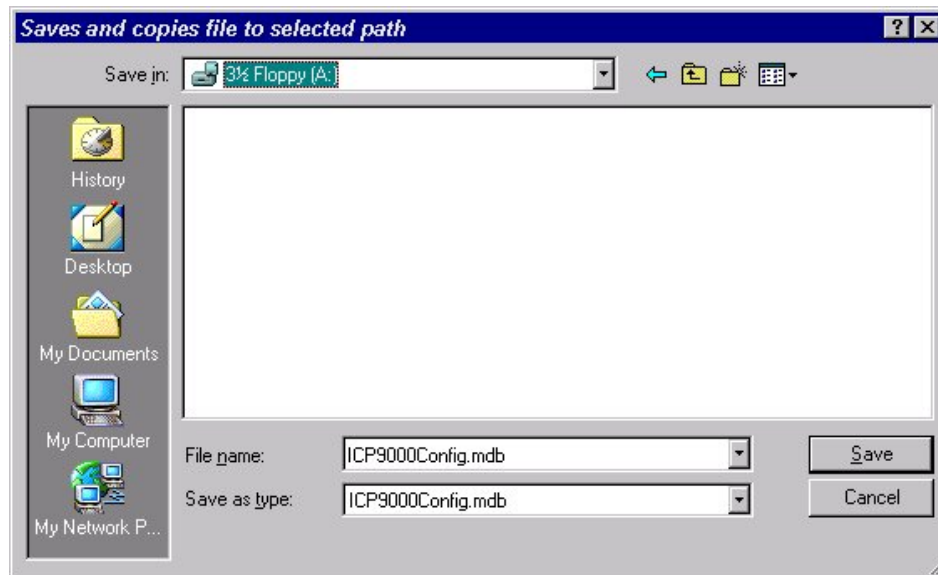 Saves and copies file to selected path
Save in: 3½ Floppy (A:)
History
Desktop
My Documents
My Computer
My Network P...
File name: ICP9000Config.mdb Save
Save as type: ICP9000Config.mdb Cancel